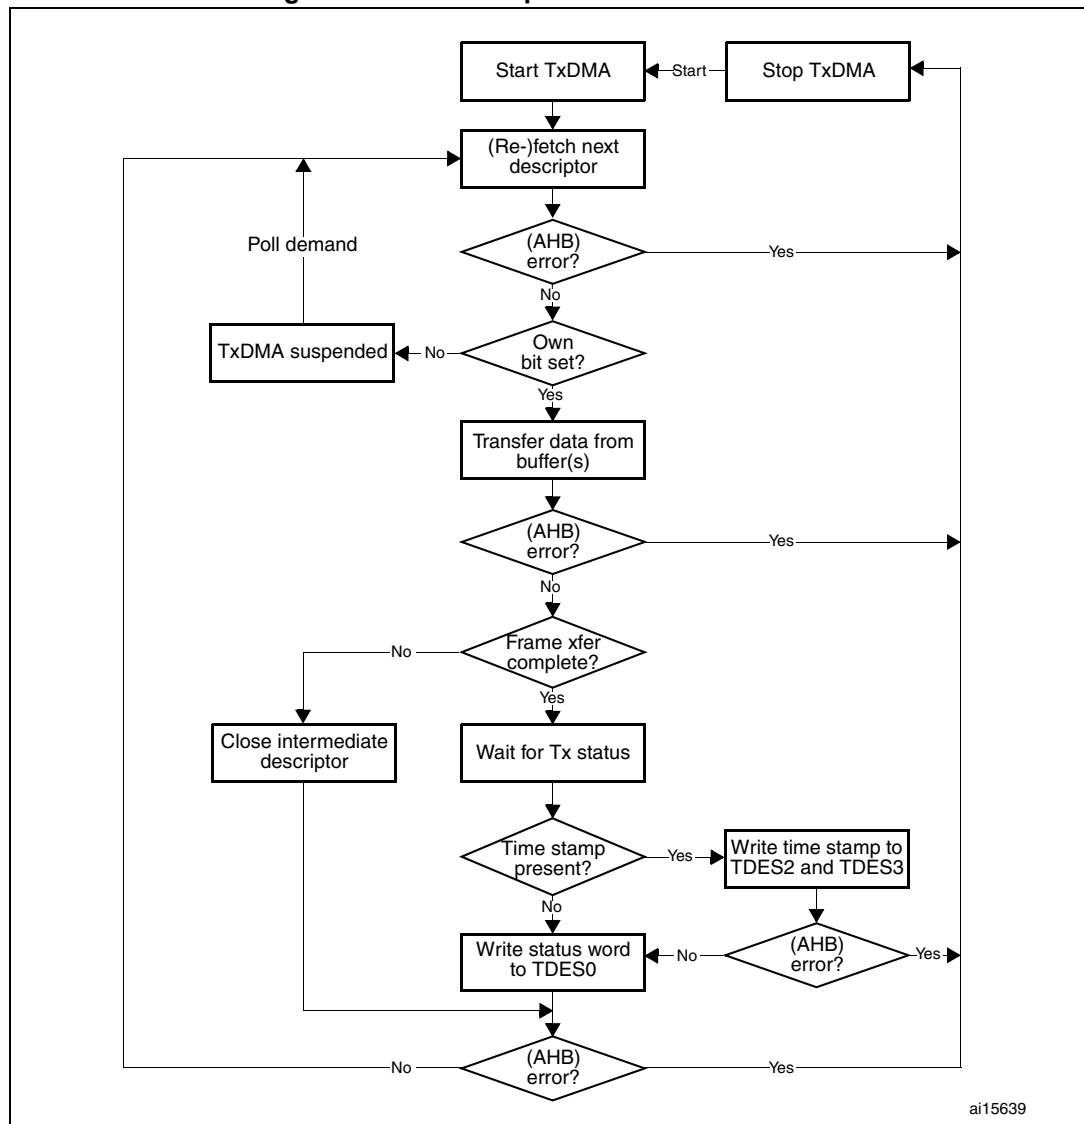 Start TxDMA
Start
Stop TxDMA
(Re-)fetch next
descriptor
Poll demand
(AHB)
error?
Yes
No
TxDMA suspended
No
Own
bit set?
Yes
Transfer data from
buffer(s)
(AHB)
error?
Yes
No
No
Frame xfer
complete?
Yes
Close intermediate
descriptor
Wait for Tx status
Time stamp
present?
Yes
Write time stamp to
TDES2 and TDES3
No
Write status word
to TDES0
No
(AHB)
error?
Yes
No
(AHB)
error?
Yes
ai15639